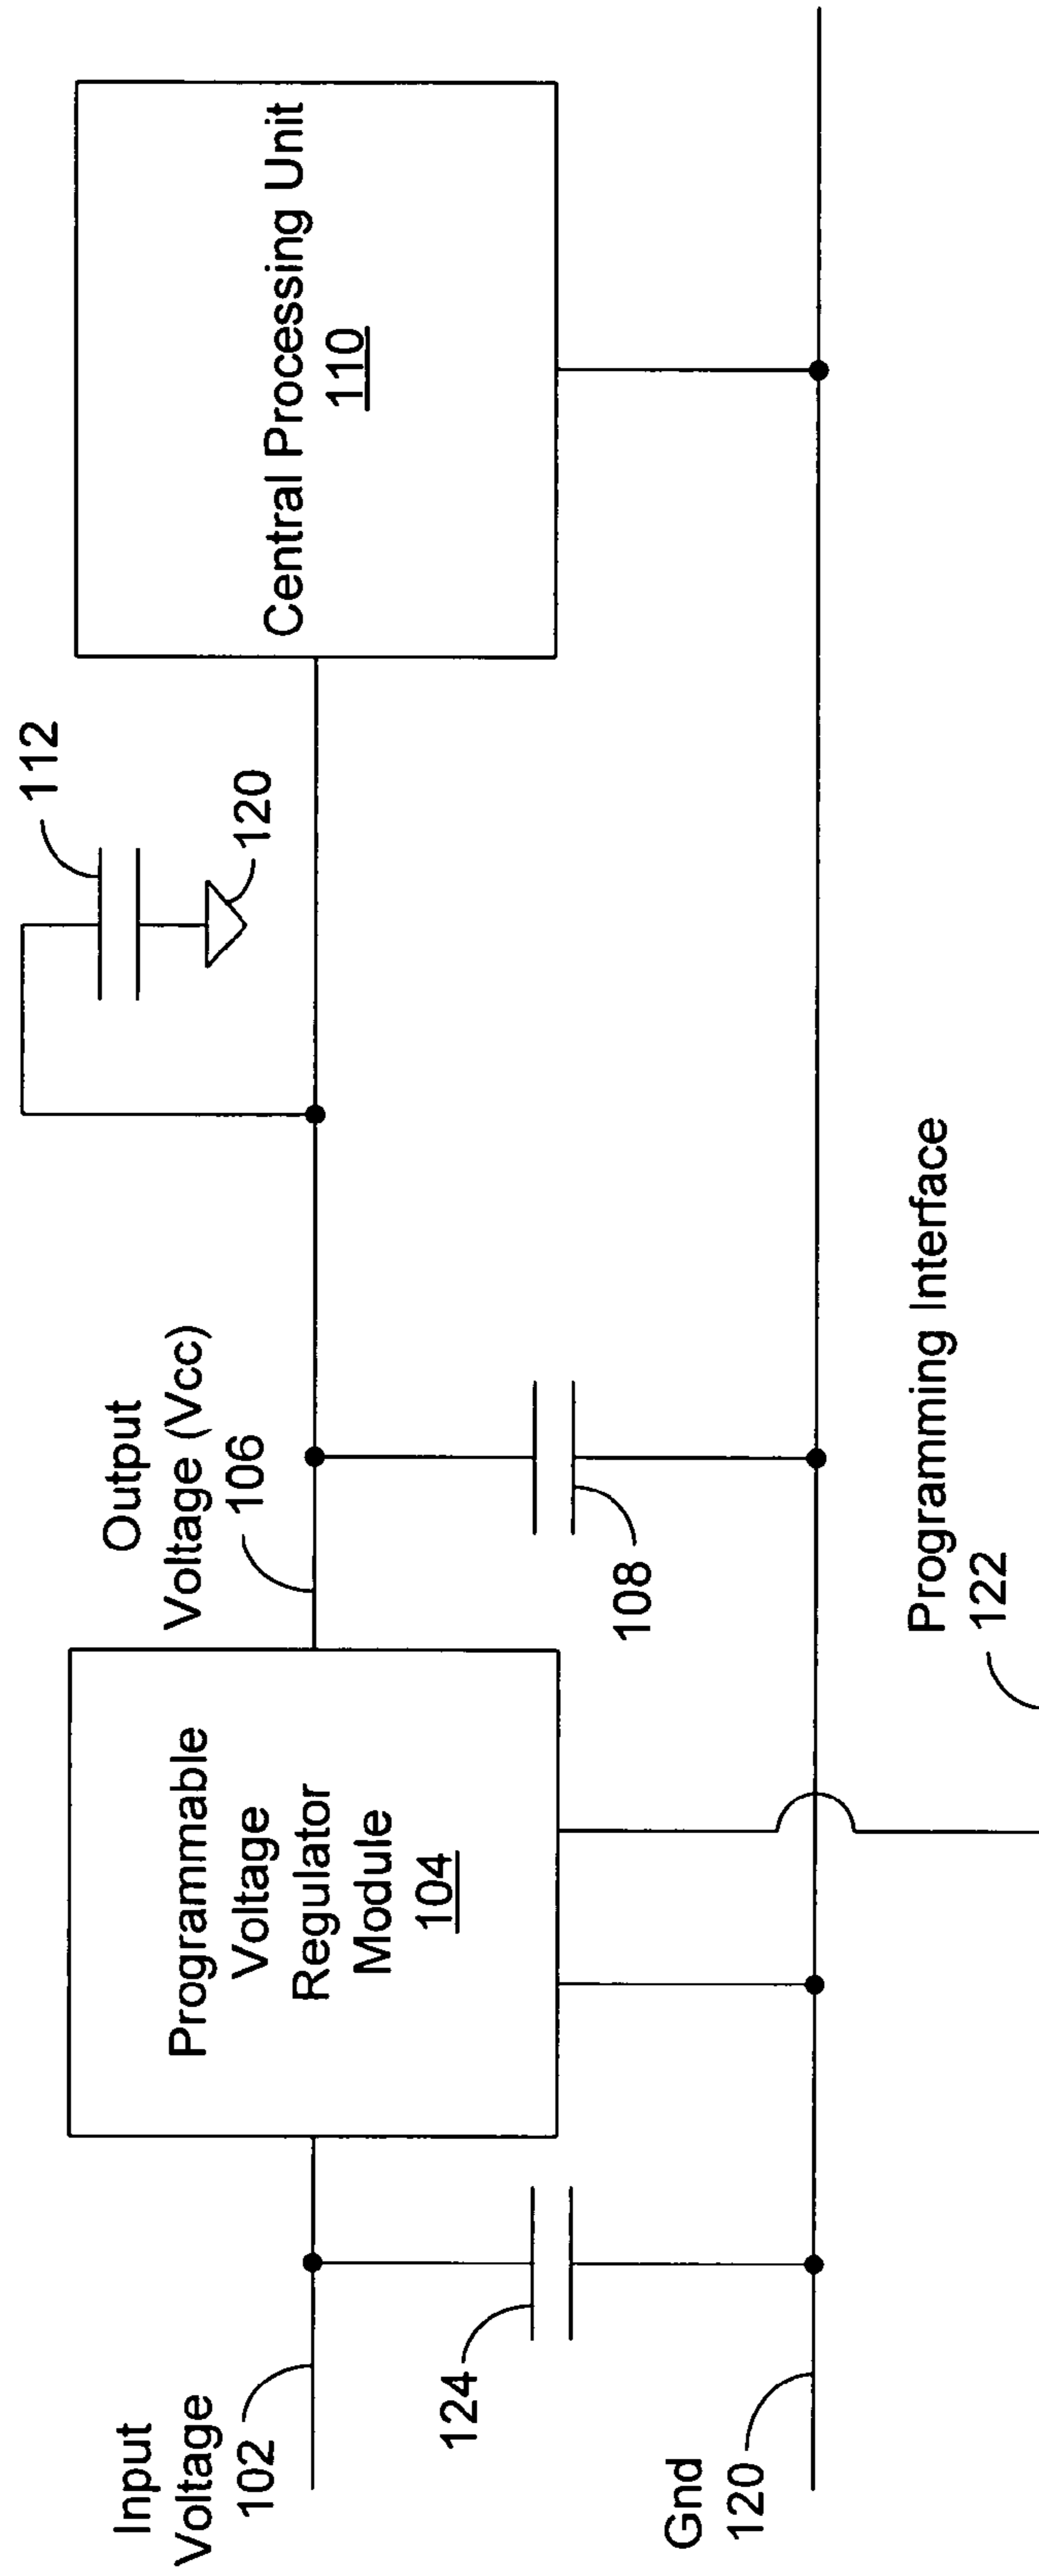 Input
Voltage
102
124
Gnd
120
Programmable
Voltage
Regulator
Module
104
Output
Voltage (Vcc)
106
108
Programming Interface
122
112
120
Central Processing Unit
110